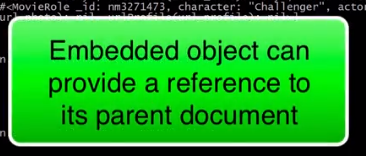 #<MovieRole _id: nm3271473, character: "Challenger", actor
Embedded object can
provide a reference to
its parent document